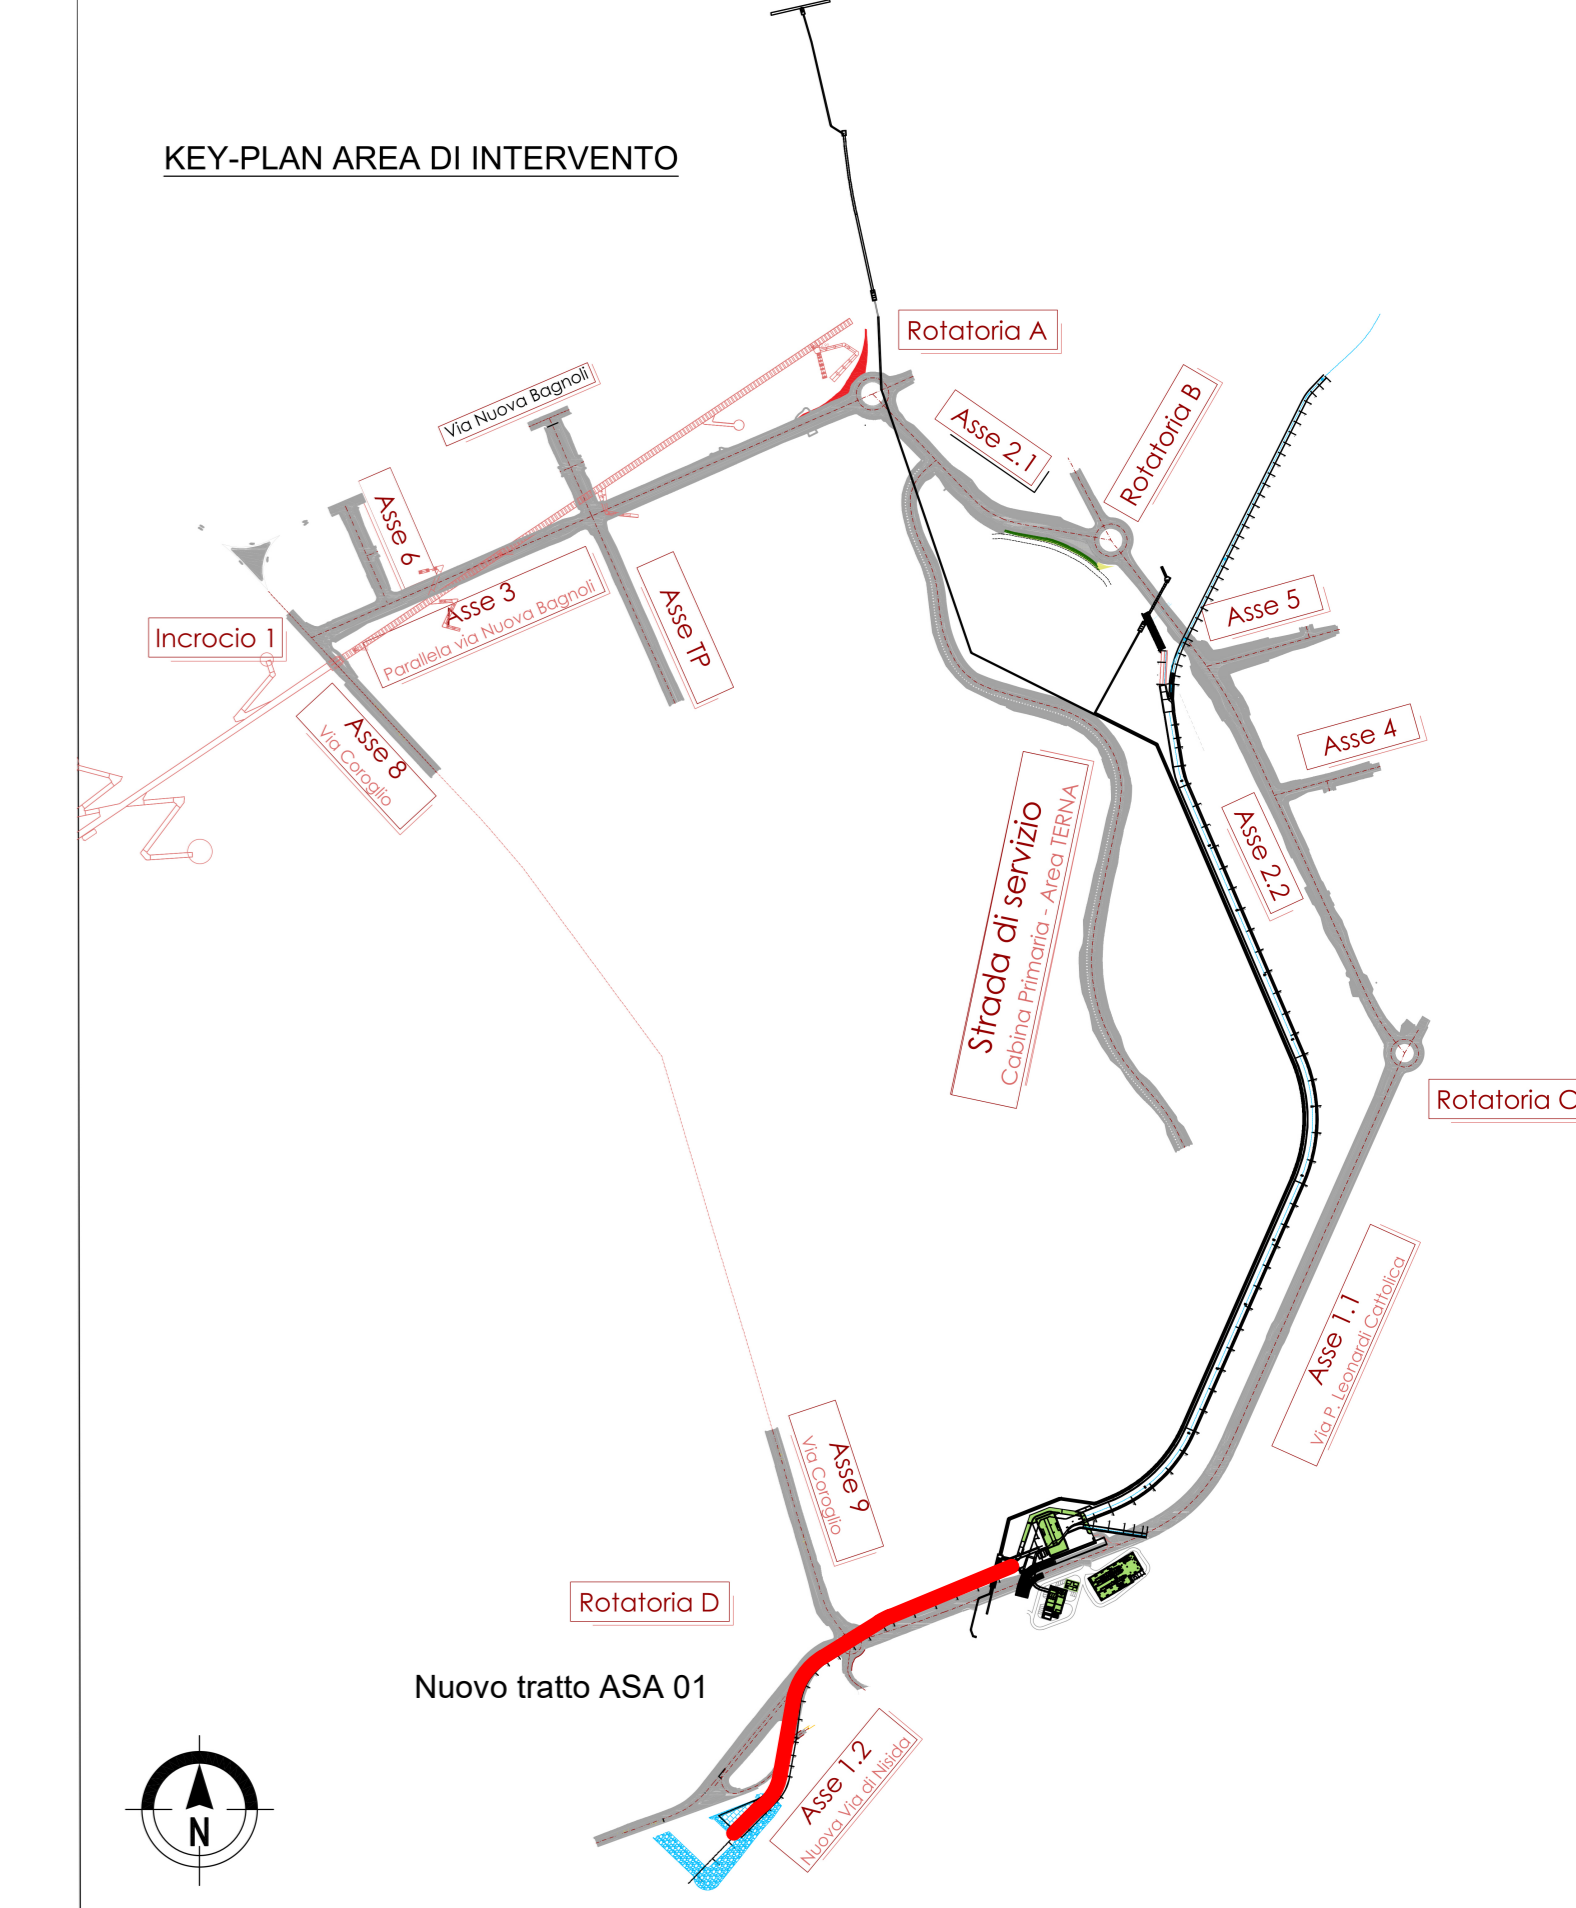 KEY-PLAN AREA DI INTERVENTO
Rotatoria A
Via Nuova Bagnoli
Asse 2.1
Rotatoria B
Asse 6
Asse 3
Parallela via Nuova Bagnoli
Asse TP
Asse 5
Incrocio 1
Asse 8
Via Coroglio
Asse 4
Asse 2.2
Strada di servizio
Cabina Primaria - Area TERNA
Rotatoria C
Asse 1.1
Via P. Leonardi Cattolica
Asse 9
Via Coroglio
Rotatoria D
Nuovo tratto ASA 01
Asse 1.2
Nuova Via di Nisida
N